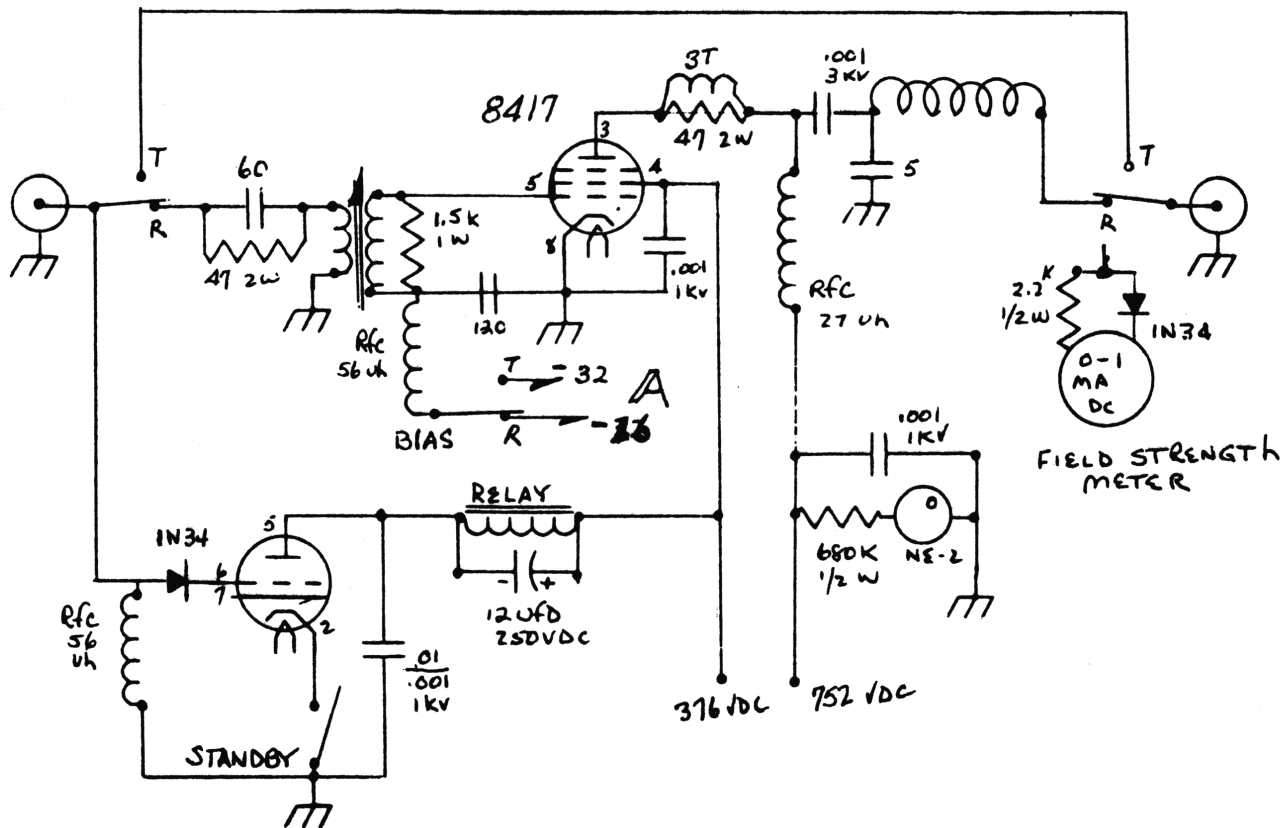 3T
.001
3KV
8417
3
47 2W
T
60
5
4
5
T
R
1.5K
1W
8
.001
1KV
R
47 2W
120
Rfc
56 uh
Rfc
27 uh
2.2K
1/2W
1N34
0-1
MA
DC
T
-32
A
BIAS
R
.001
1KV
FIELD STRENGTH
METER
RELAY
5
1N34
6
7
- +
680K
1/2 W
NE-2
12UFD
250VDC
Rfc
56
uh
2
.01
.001
1KV
376 VDC
752 VDC
STANDBY